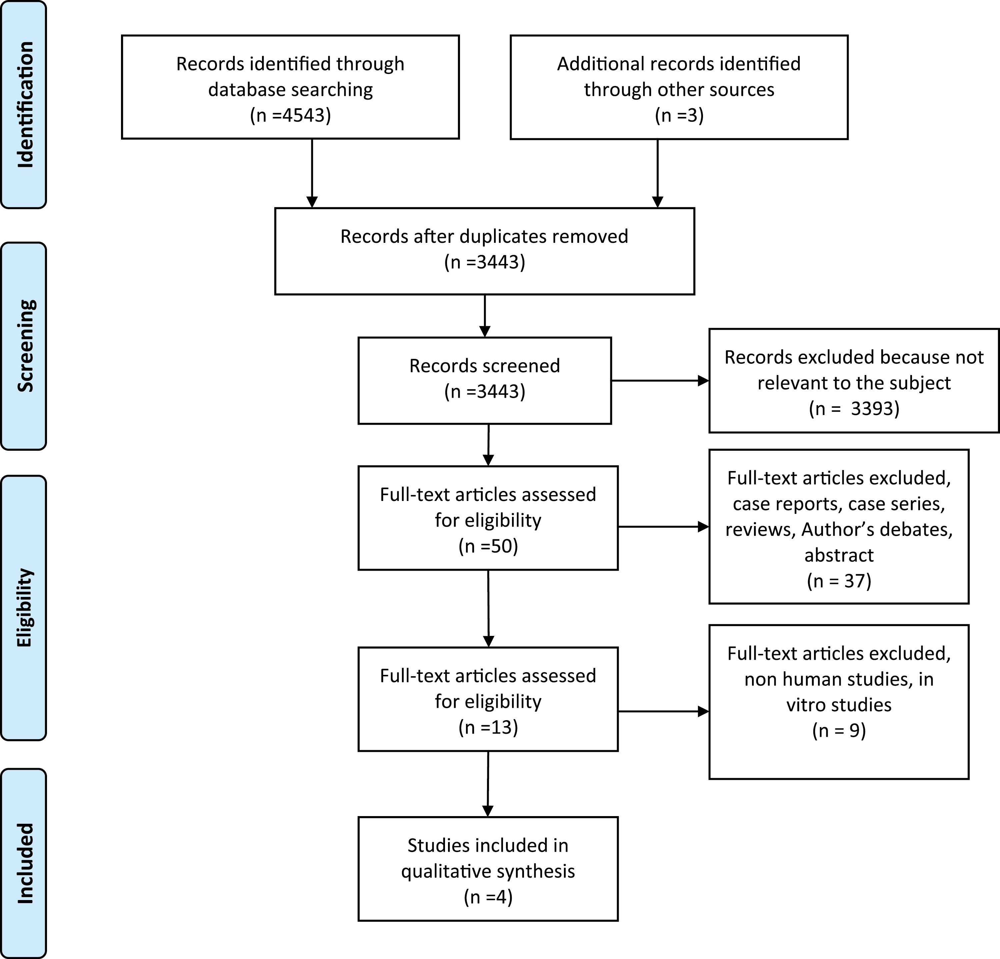 Identification
Records identified through
database searching
(n =4543)
Additional records identified
through other sources
(n =3)
Records after duplicates removed
(n =3443)
Screening
Records screened
(n =3443)
Records excluded because not
relevant to the subject
(n =  3393)
Eligibility
Full-text articles assessed
for eligibility
(n =50)
Full-text articles excluded,
case reports, case series,
reviews, Author’s debates,
abstract
(n = 37)
Full-text articles assessed
for eligibility
(n =13)
Full-text articles excluded,
non human studies, in
vitro studies
(n = 9)
Included
Studies included in
qualitative synthesis
(n =4)